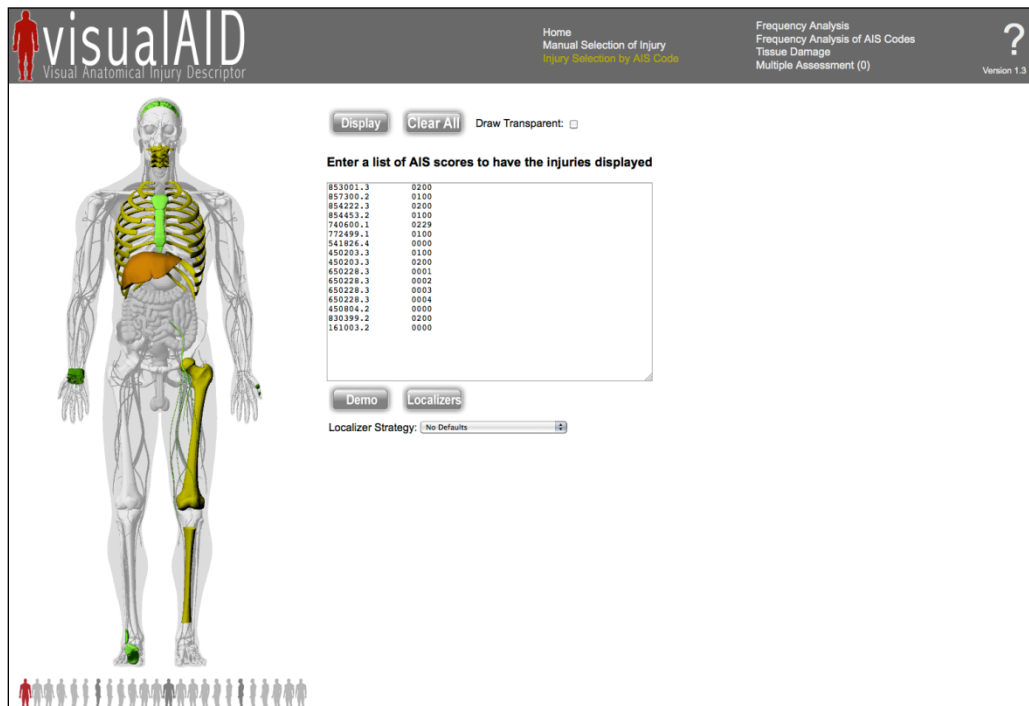 visualAID
Visual Anatomical Injury Descriptor
Home
Manual Selection of Injury
Injury Selection by AIS Code
Frequency Analysis
Frequency Analysis of AIS Codes
Tissue Damage
Multiple Assessment (0)
?
Version 1.3
Display
Clear All
Draw Transparent:
Enter a list of AIS scores to have the injuries displayed
853001.3 0200
857300.2 0100
854222.3 0200
854453.2 0100
740600.1 0229
772499.1 0100
541826.4 0000
450203.3 0100
450203.3 0200
650228.3 0001
650228.3 0002
650228.3 0003
650228.3 0004
450804.2 0000
830399.2 0200
161003.2 0000
Demo
Localizers
Localizer Strategy: No Defaults